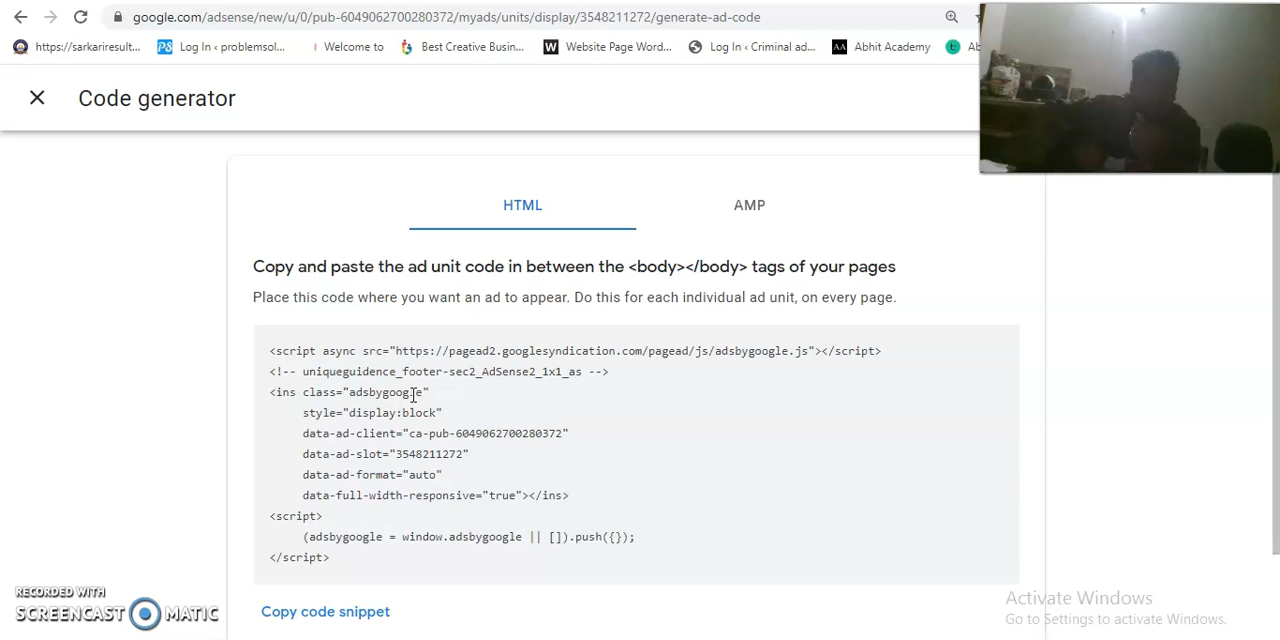 google.com/adsense/new/u/0/pub-6049062700280372/myads/units/display/3548211272/generate-ad-code
https://sarkariresult... PS Log In ‹ problemsol... Welcome to Best Creative Busin... W Website Page Word... Log In ‹ Criminal ad... AA Abhit Academy t Ab
Code generator
HTML AMP
Copy and paste the ad unit code in between the <body></body> tags of your pages
Place this code where you want an ad to appear. Do this for each individual ad unit, on every page.
<script async src="https://pagead2.googlesyndication.com/pagead/js/adsbygoogle.js"></script>
<!-- uniqueguidence_footer-sec2_AdSense2_1x1_as -->
<ins class="adsbygoogle"
style="display:block"
data-ad-client="ca-pub-6049062700280372"
data-ad-slot="3548211272"
data-ad-format="auto"
data-full-width-responsive="true"></ins>
<script>
(adsbygoogle = window.adsbygoogle || []).push({});
</script>
Copy code snippet
RECORDED WITH
SCREENCAST MATIC
Activate Windows
Go to Settings to activate Windows.